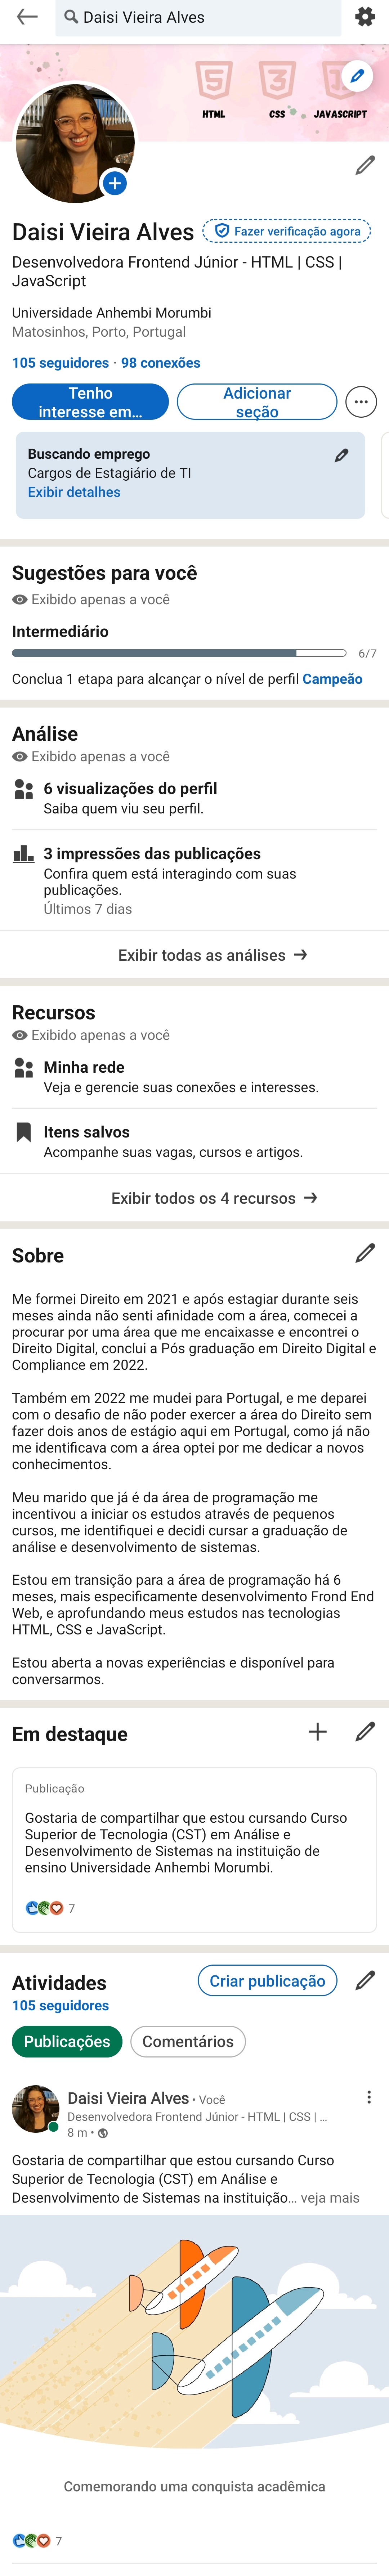 Daisi Vieira Alves
HTML
CSS
JAVASCRIPT
Daisi Vieira Alves
Fazer verificação agora
Desenvolvedora Frontend Júnior - HTML | CSS |
JavaScript
Universidade Anhembi Morumbi
Matosinhos, Porto, Portugal
105 seguidores · 98 conexões
Tenho
interesse em...
Adicionar
seção
Buscando emprego
Cargos de Estagiário de TI
Exibir detalhes
Sugestões para você
Exibido apenas a você
Intermediário
6/7
Conclua 1 etapa para alcançar o nível de perfil Campeão
Análise
Exibido apenas a você
6 visualizações do perfil
Saiba quem viu seu perfil.
3 impressões das publicações
Confira quem está interagindo com suas
publicações.
Últimos 7 dias
Exibir todas as análises →
Recursos
Exibido apenas a você
Minha rede
Veja e gerencie suas conexões e interesses.
Itens salvos
Acompanhe suas vagas, cursos e artigos.
Exibir todos os 4 recursos →
Sobre
Me formei Direito em 2021 e após estagiar durante seis
meses ainda não senti afinidade com a área, comecei a
procurar por uma área que me encaixasse e encontrei o
Direito Digital, conclui a Pós graduação em Direito Digital e
Compliance em 2022.
Também em 2022 me mudei para Portugal, e me deparei
com o desafio de não poder exercer a área do Direito sem
fazer dois anos de estágio aqui em Portugal, como já não
me identificava com a área optei por me dedicar a novos
conhecimentos.
Meu marido que já é da área de programação me
incentivou a iniciar os estudos através de pequenos
cursos, me identifiquei e decidi cursar a graduação de
análise e desenvolvimento de sistemas.
Estou em transição para a área de programação há 6
meses, mais especificamente desenvolvimento Frond End
Web, e aprofundando meus estudos nas tecnologias
HTML, CSS e JavaScript.
Estou aberta a novas experiências e disponível para
conversarmos.
Em destaque
Publicação
Gostaria de compartilhar que estou cursando Curso
Superior de Tecnologia (CST) em Análise e
Desenvolvimento de Sistemas na instituição de
ensino Universidade Anhembi Morumbi.
7
Atividades
Criar publicação
105 seguidores
Publicações
Comentários
Daisi Vieira Alves • Você
Desenvolvedora Frontend Júnior - HTML | CSS | ...
8 m •
Gostaria de compartilhar que estou cursando Curso
Superior de Tecnologia (CST) em Análise e
Desenvolvimento de Sistemas na instituição... veja mais
Comemorando uma conquista acadêmica
7